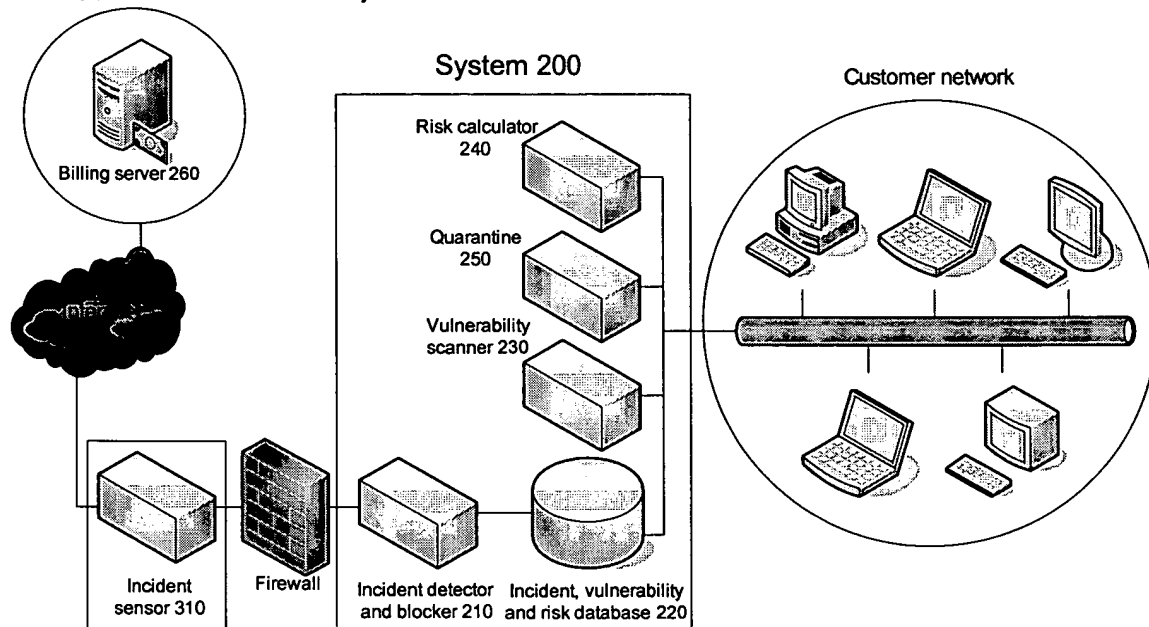 System 200
Customer network
Risk calculator
240
Billing server 260
Quarantine
250
Vulnerability
scanner 230
Incident
sensor 310
Firewall
Incident detector
and blocker 210
Incident, vulnerability
and risk database 220